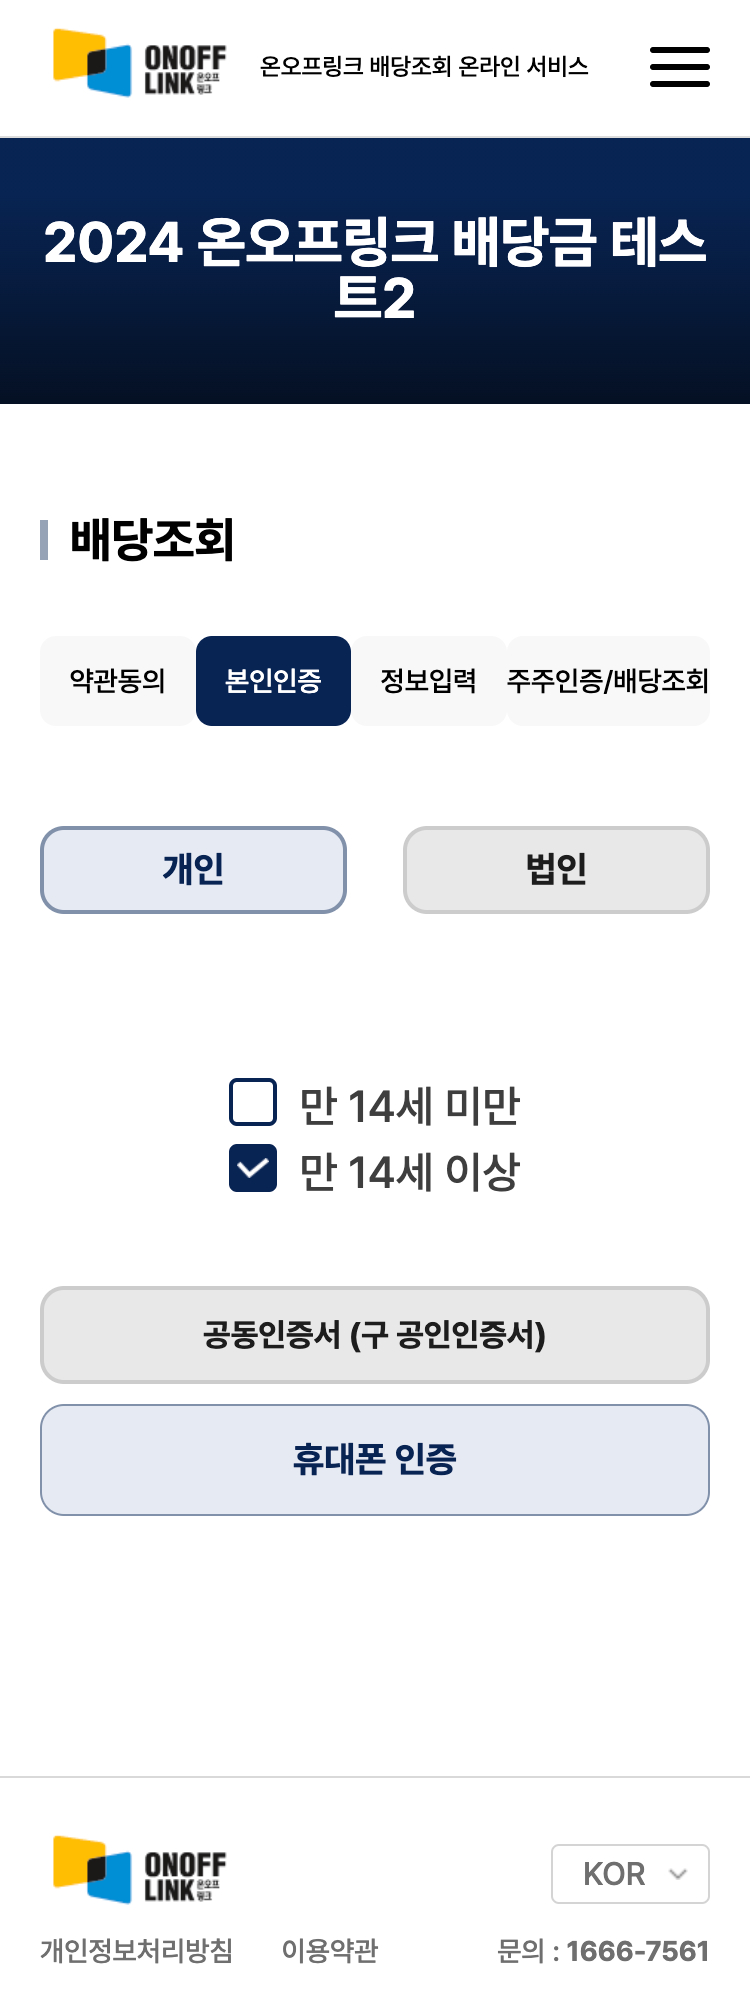 ONOFF
LINK 온오프링크
온오프링크 배당조회 온라인 서비스
2024 온오프링크 배당금 테스
트2
배당조회
약관동의
본인인증
정보입력
주주인증/배당조회
개인
법인
만 14세 미만
만 14세 이상
공동인증서 (구 공인인증서)
휴대폰 인증
ONOFF
LINK 온오프링크
KOR
개인정보처리방침
이용약관
문의 : 1666-7561